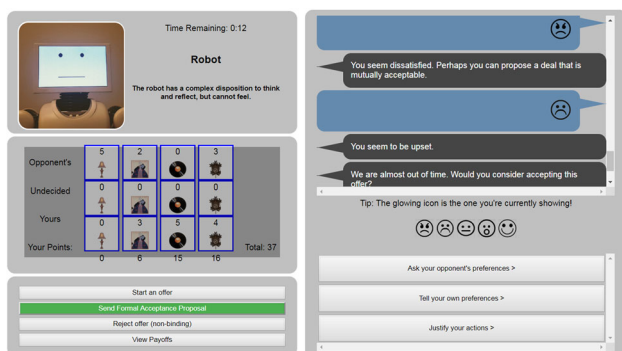 Time Remaining: 0:12
Robot
The robot has a complex disposition to think
and reflect, but cannot feel.
Opponent's
5 2 0 3
Undecided
0 0 0 0
Yours
0 3 5 4
Your Points:
Total: 37
0 6 15 16
Start an offer
Send Formal Acceptance Proposal
Reject offer (non-binding)
View Payoffs
You seem dissatisfied. Perhaps you can propose a deal that is
mutually acceptable.
You seem to be upset.
We are almost out of time. Would you consider accepting this
offer?
Tip: The glowing icon is the one you're currently showing!
Ask your opponent's preferences >
Tell your own preferences >
Justify your actions >